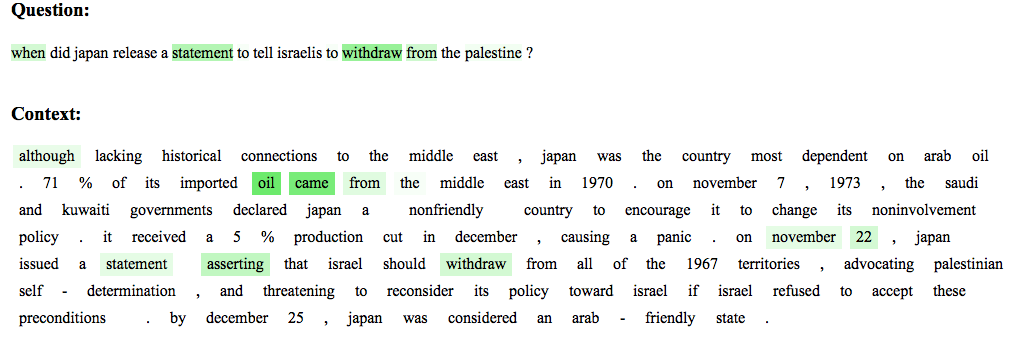 Question:
when did japan release a statement to tell israelis to withdraw from the palestine ?
Context:
although lacking historical connections to the middle east , japan was the country most dependent on arab oil
. 71 % of its imported oil came from the middle east in 1970 . on november 7 , 1973 , the saudi
and kuwaiti governments declared japan a nonfriendly country to encourage it to change its noninvolvement
policy . it received a 5 % production cut in december , causing a panic . on november 22 , japan
issued a statement asserting that israel should withdraw from all of the 1967 territories , advocating palestinian
self - determination , and threatening to reconsider its policy toward israel if israel refused to accept these
preconditions . by december 25 , japan was considered an arab - friendly state .